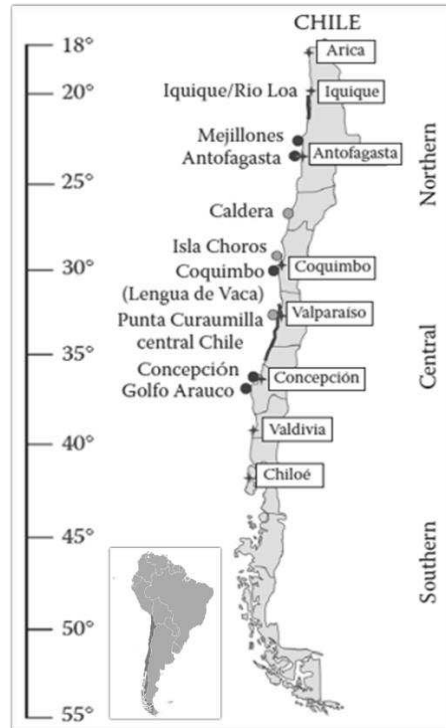 CHILE
18°
Arica
20°
Iquique/Rio Loa
Iquique
Mejillones
Antofagasta
Antofagasta
25°
Northern
Caldera
Isla Choros
30°
Coquimbo
Coquimbo
(Lengua de Vaca)
Valparaíso
Punta Curaumilla
central Chile
35°
Central
Concepción
Concepción
Golfo Arauco
40°
Valdivia
Chiloé
45°
Southern
50°
55°